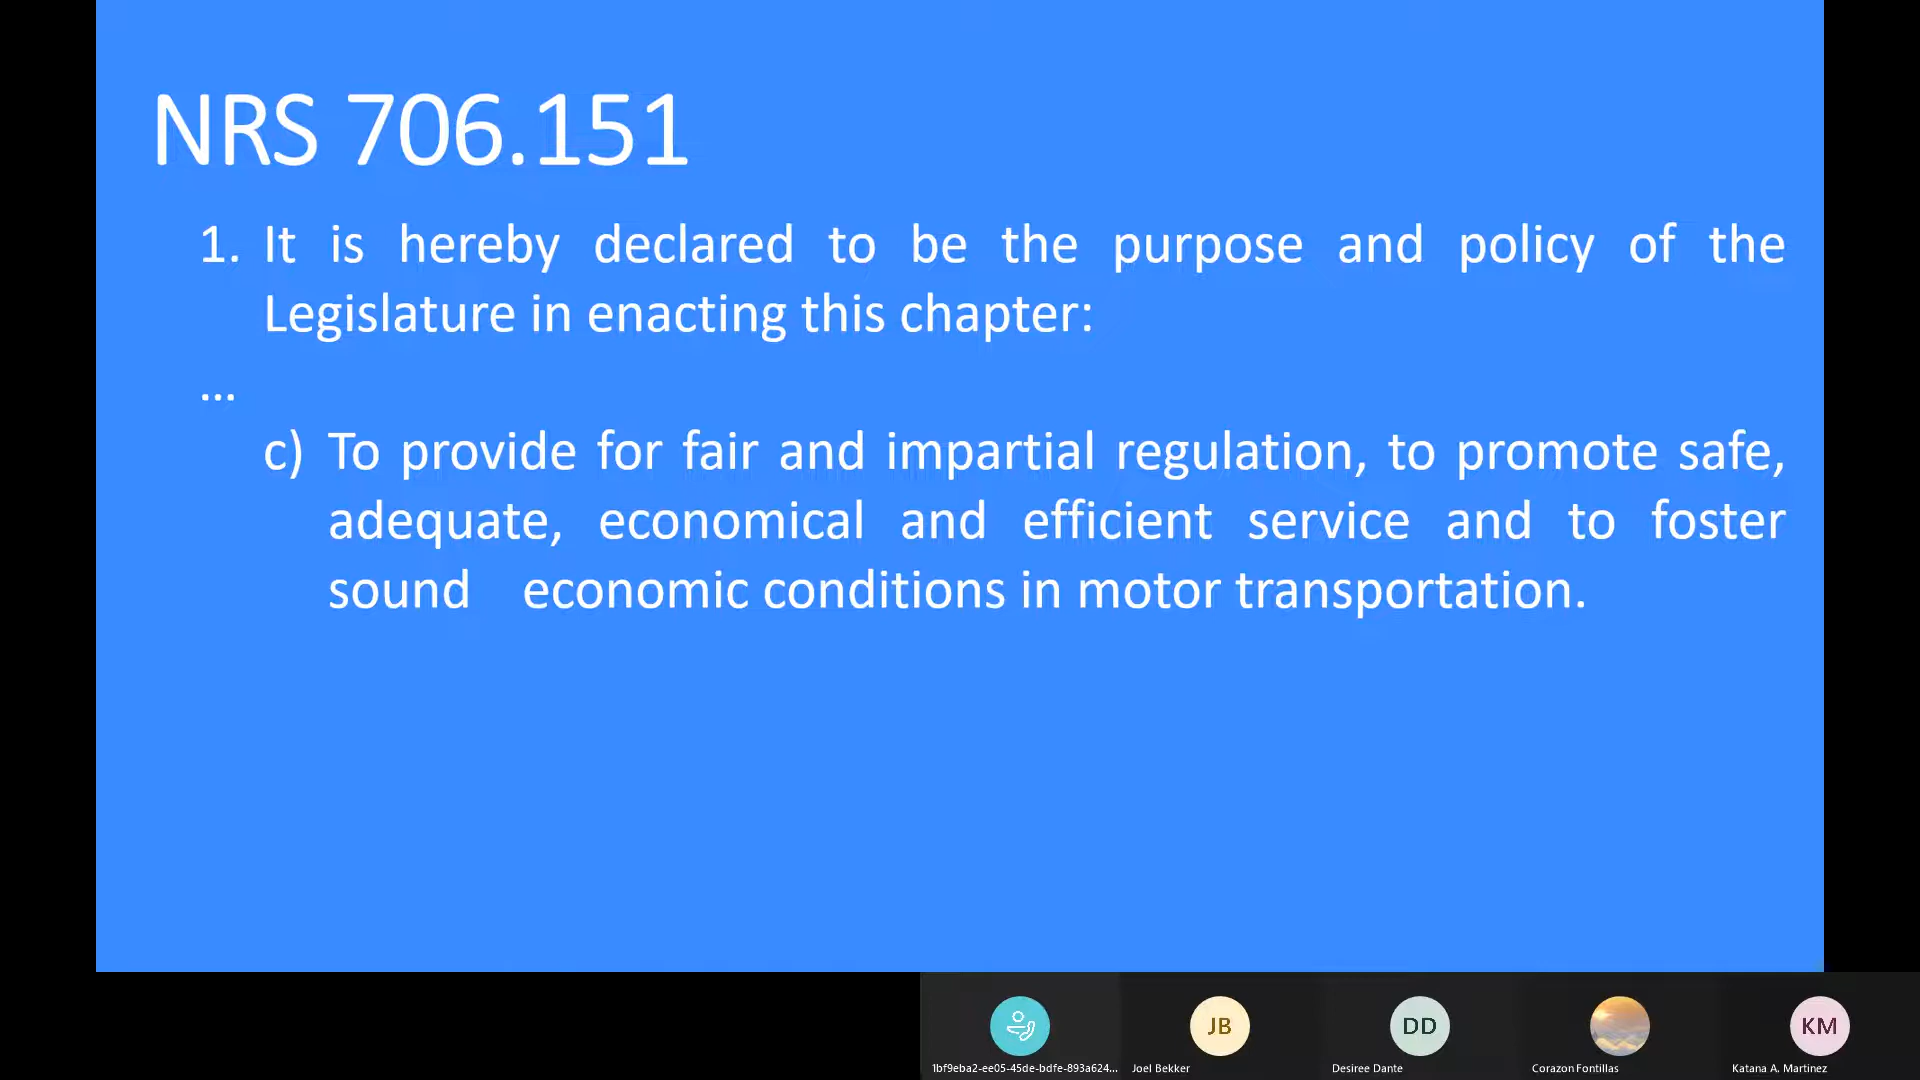 NRS 706.151
1. It is hereby declared to be the purpose and policy of the
Legislature in enacting this chapter:
...
c) To provide for fair and impartial regulation, to promote safe,
adequate, economical and efficient service and to foster
sound economic conditions in motor transportation.
JB
DD
KM
1bf9eba2-ee05-45de-bdfe-893a624...
Joel Bekker
Desiree Dante
Corazon Fontillas
Katana A. Martinez